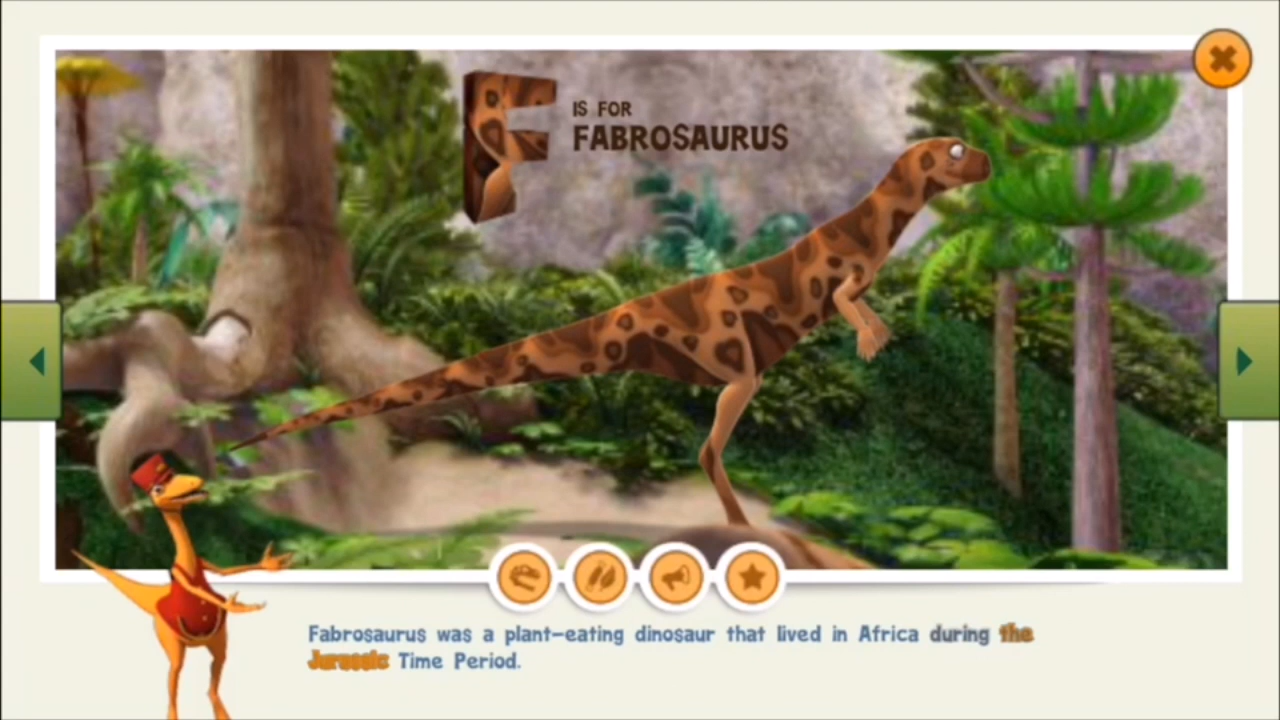 F IS FOR
FABROSAURUS
Fabrosaurus was a plant-eating dinosaur that lived in Africa during the
Jurassic Time Period.